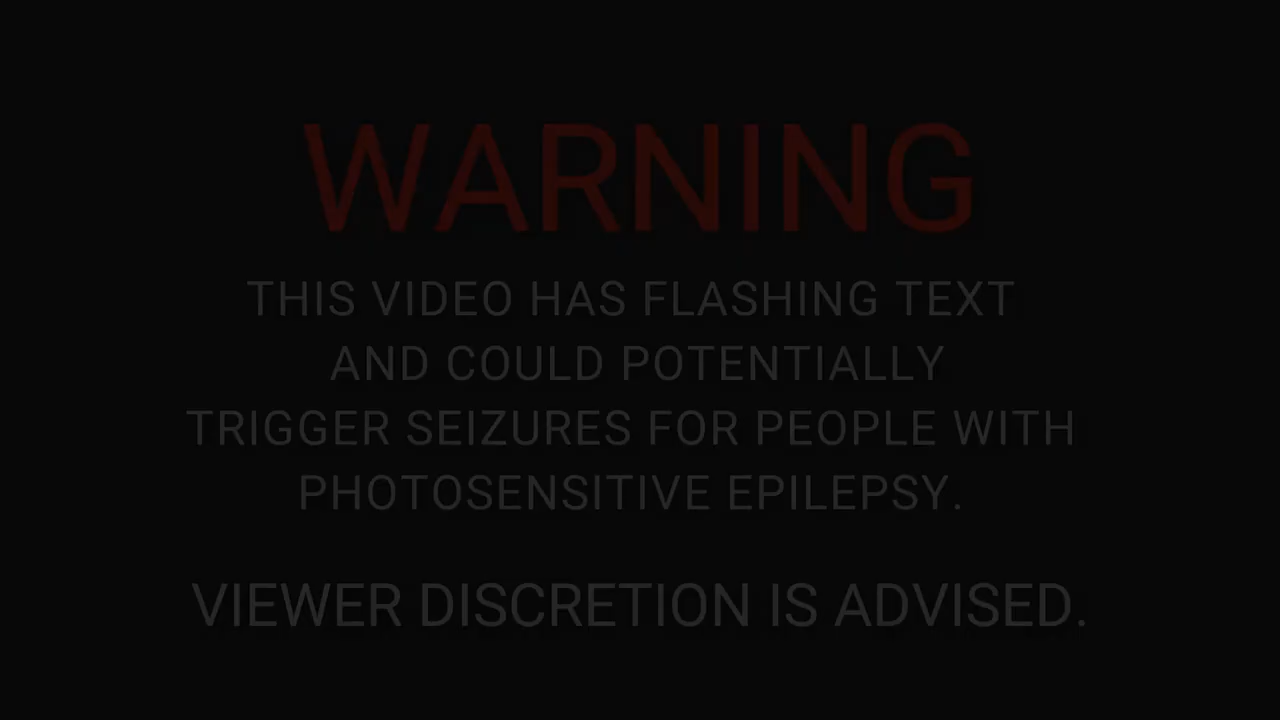 WARNING
THIS VIDEO HAS FLASHING TEXT
AND COULD POTENTIALLY
TRIGGER SEIZURES FOR PEOPLE WITH
PHOTOSENSITIVE EPILEPSY.
VIEWER DISCRETION IS ADVISED.